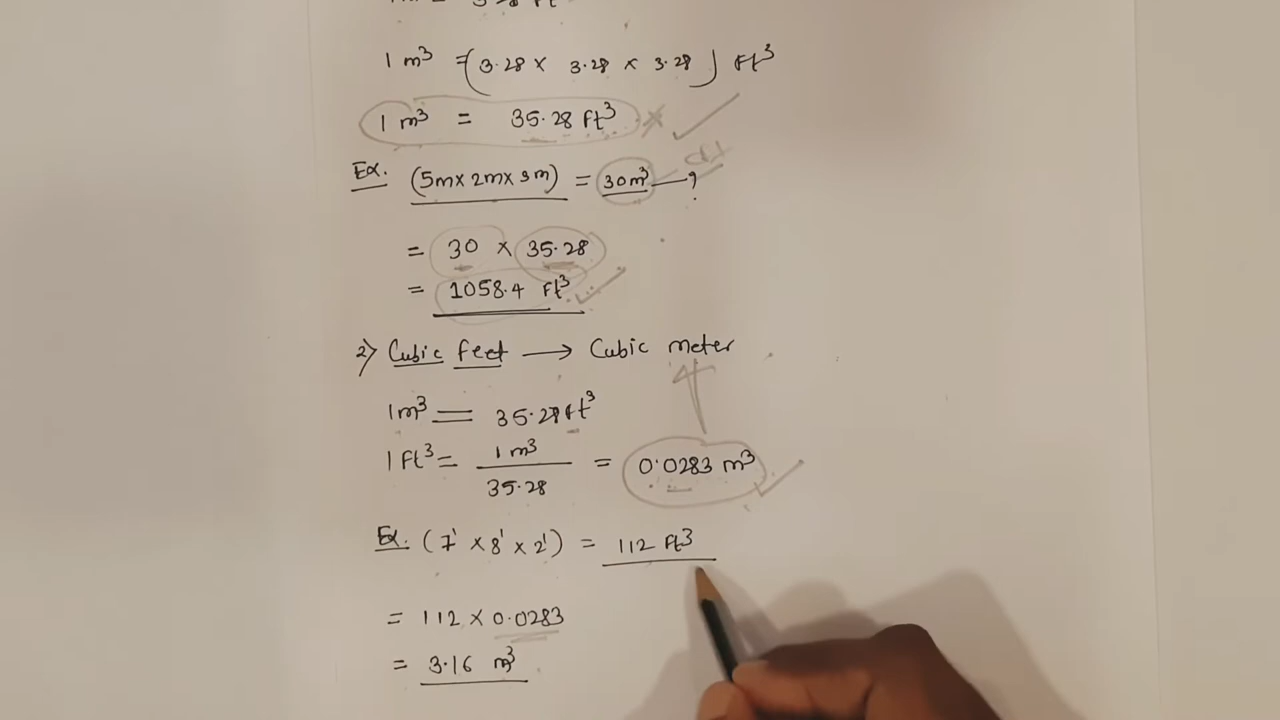 1 m³ = (3.28 × 3.28 × 3.28) Ft³
1 m³ = 35.28 Ft³
Ex. (5m × 2m × 3m) = 30 m³ — ?
= 30 × 35.28
= 1058.4 Ft³
2) Cubic Feet → Cubic meter
1m³ = 35.28 ft³
1 Ft³ = 1 m³ / 35.28 = 0.0283 m³
Ex. (7' × 8' × 2') = 112 Ft³
= 112 × 0.0283
= 3.16 m³